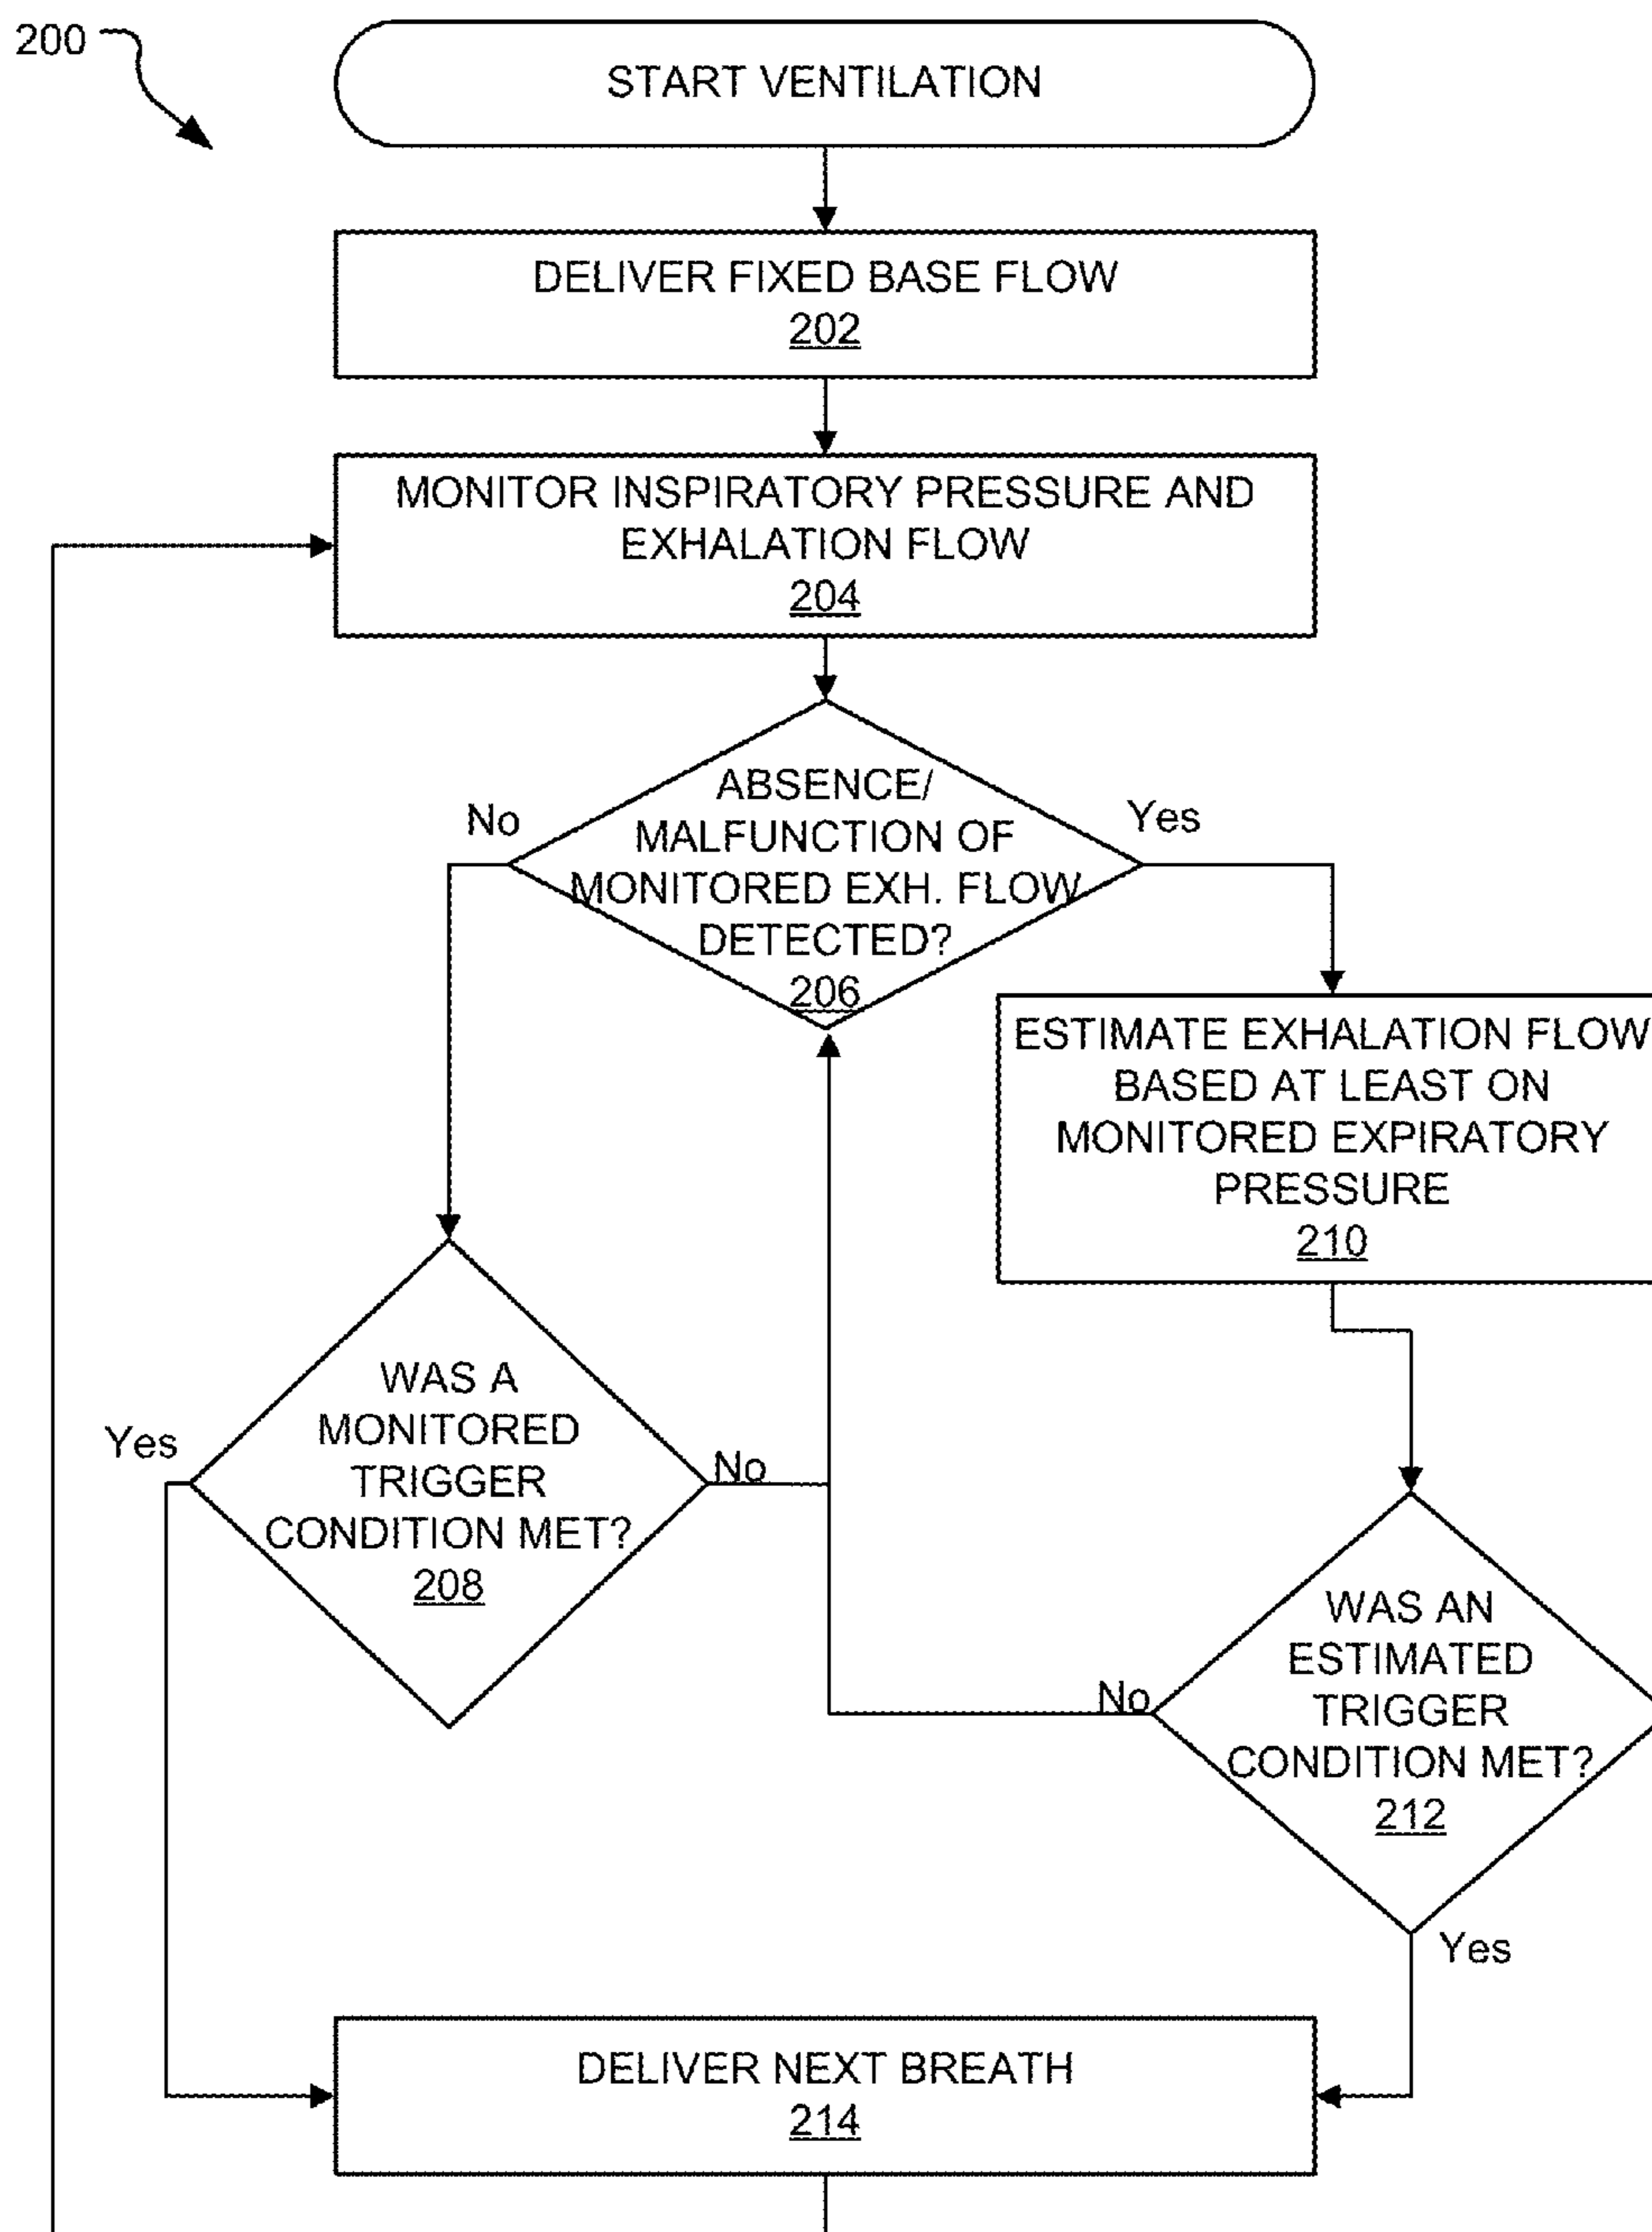 200
START VENTILATION
DELIVER FIXED BASE FLOW
202
MONITOR INSPIRATORY PRESSURE AND
EXHALATION FLOW
204
No
Yes
ABSENCE/
MALFUNCTION OF
MONITORED EXH. FLOW
DETECTED?
206
ESTIMATE EXHALATION FLOW
BASED AT LEAST ON
MONITORED EXPIRATORY
PRESSURE
210
Yes
WAS A
MONITORED
TRIGGER
CONDITION MET?
208
No
No
WAS AN
ESTIMATED
TRIGGER
CONDITION MET?
212
Yes
DELIVER NEXT BREATH
214